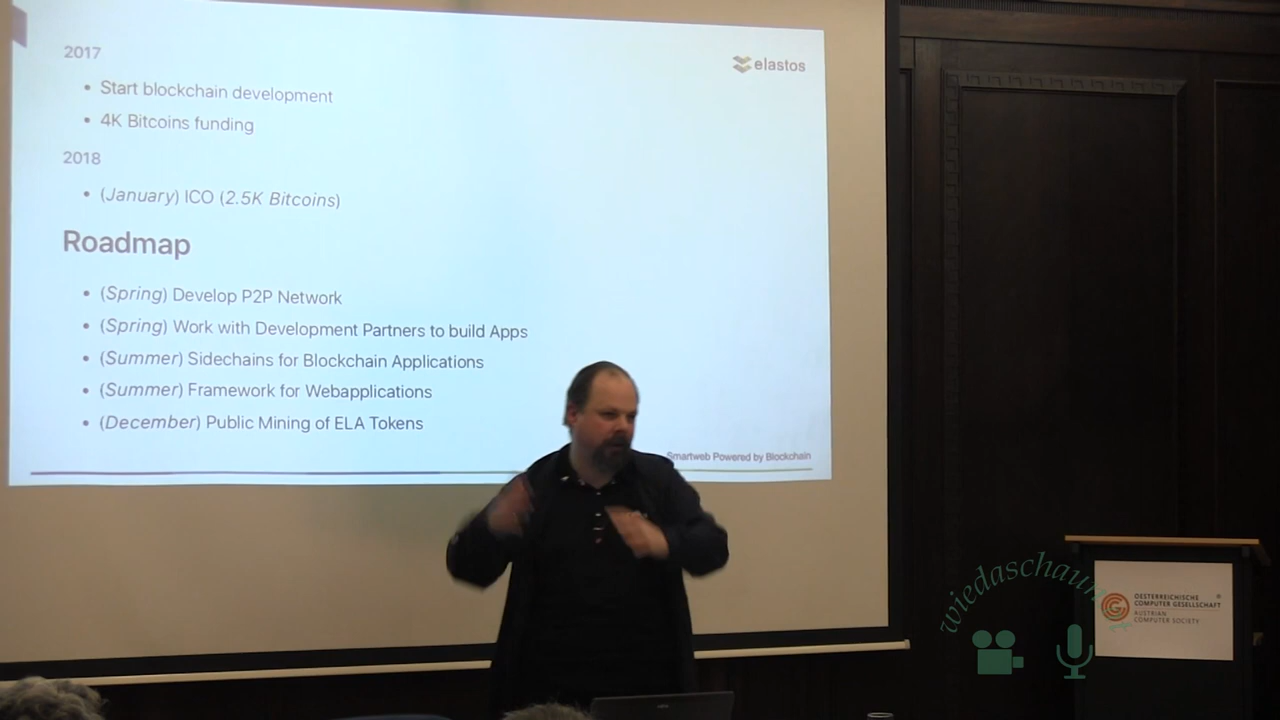 2017
elastos
• Start blockchain development
• 4K Bitcoins funding
2018
• (January) ICO (2.5K Bitcoins)
Roadmap
• (Spring) Develop P2P Network
• (Spring) Work with Development Partners to build Apps
• (Summer) Sidechains for Blockchain Applications
• (Summer) Framework for Webapplications
• (December) Public Mining of ELA Tokens
Smartweb Powered by Blockchain
OESTERREICHISCHE
COMPUTER GESELLSCHAFT
AUSTRIAN
COMPUTER SOCIETY